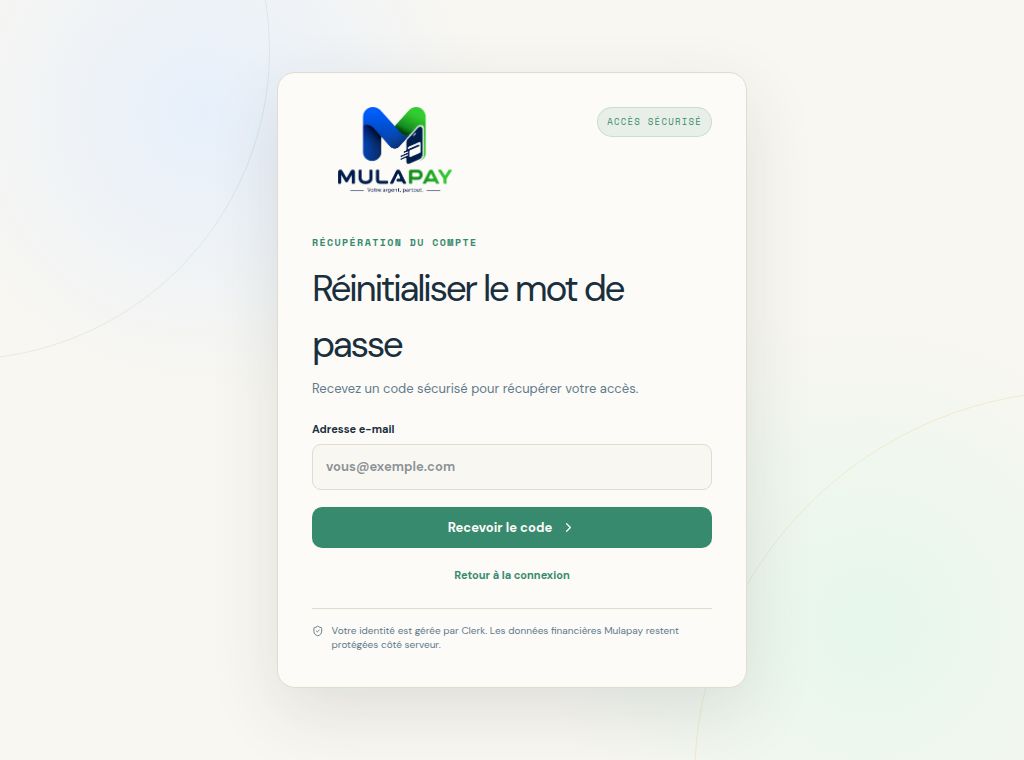 MULAPAY
Votre argent, partout.
ACCÈS SÉCURISÉ
RÉCUPÉRATION DU COMPTE
Réinitialiser le mot de
passe
Recevez un code sécurisé pour récupérer votre accès.
Adresse e-mail
vous@exemple.com
Recevoir le code
Retour à la connexion
Votre identité est gérée par Clerk. Les données financières Mulapay restent
protégées côté serveur.